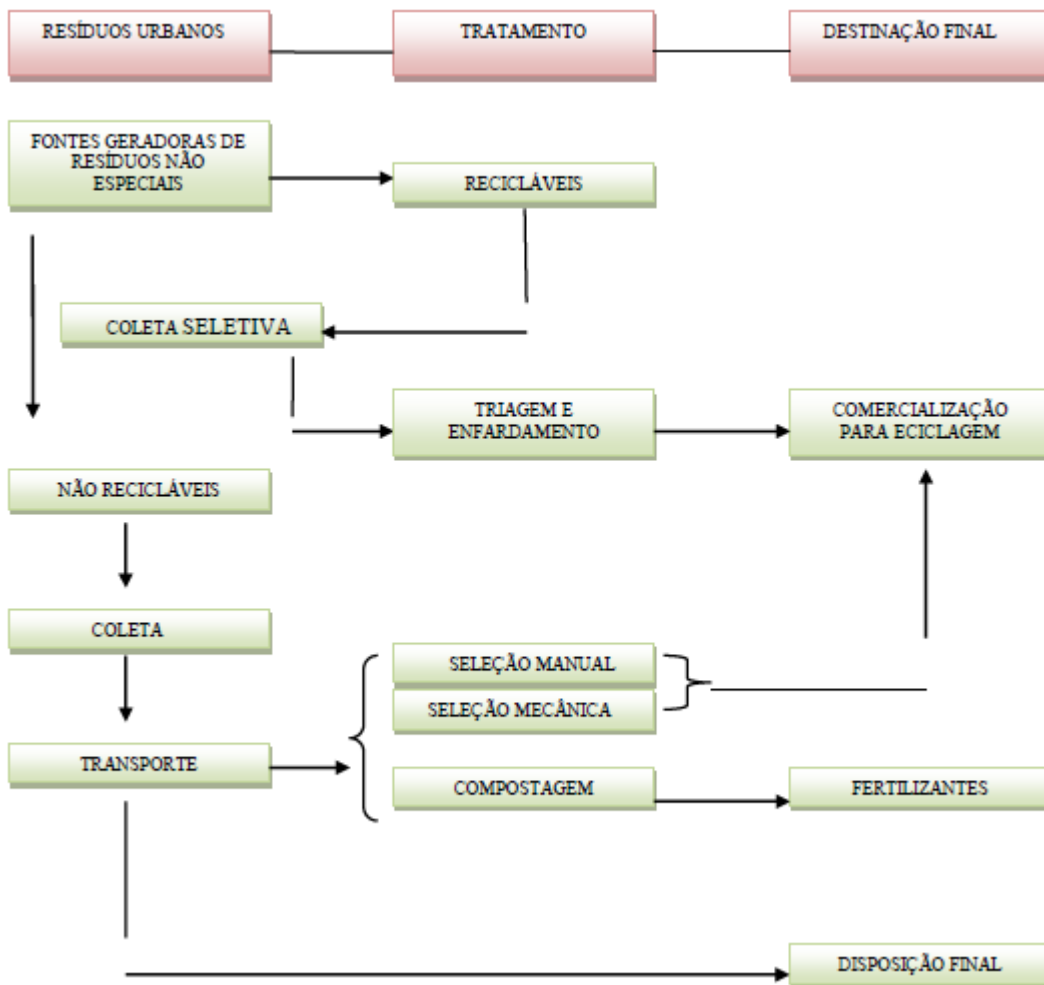 RESÍDUOS URBANOS
TRATAMENTO
DESTINAÇÃO FINAL
FONTES GERADORAS DE
RESÍDUOS NÃO
ESPECIAIS
RECICLÁVEIS
COLETA SELETIVA
TRIAGEM E
ENFARDAMENTO
COMERCIALIZAÇÃO
PARA ECICLAGEM
NÃO RECICLÁVEIS
COLETA
SELEÇÃO MANUAL
SELEÇÃO MECÂNICA
TRANSPORTE
COMPOSTAGEM
FERTILIZANTES
DISPOSIÇÃO FINAL